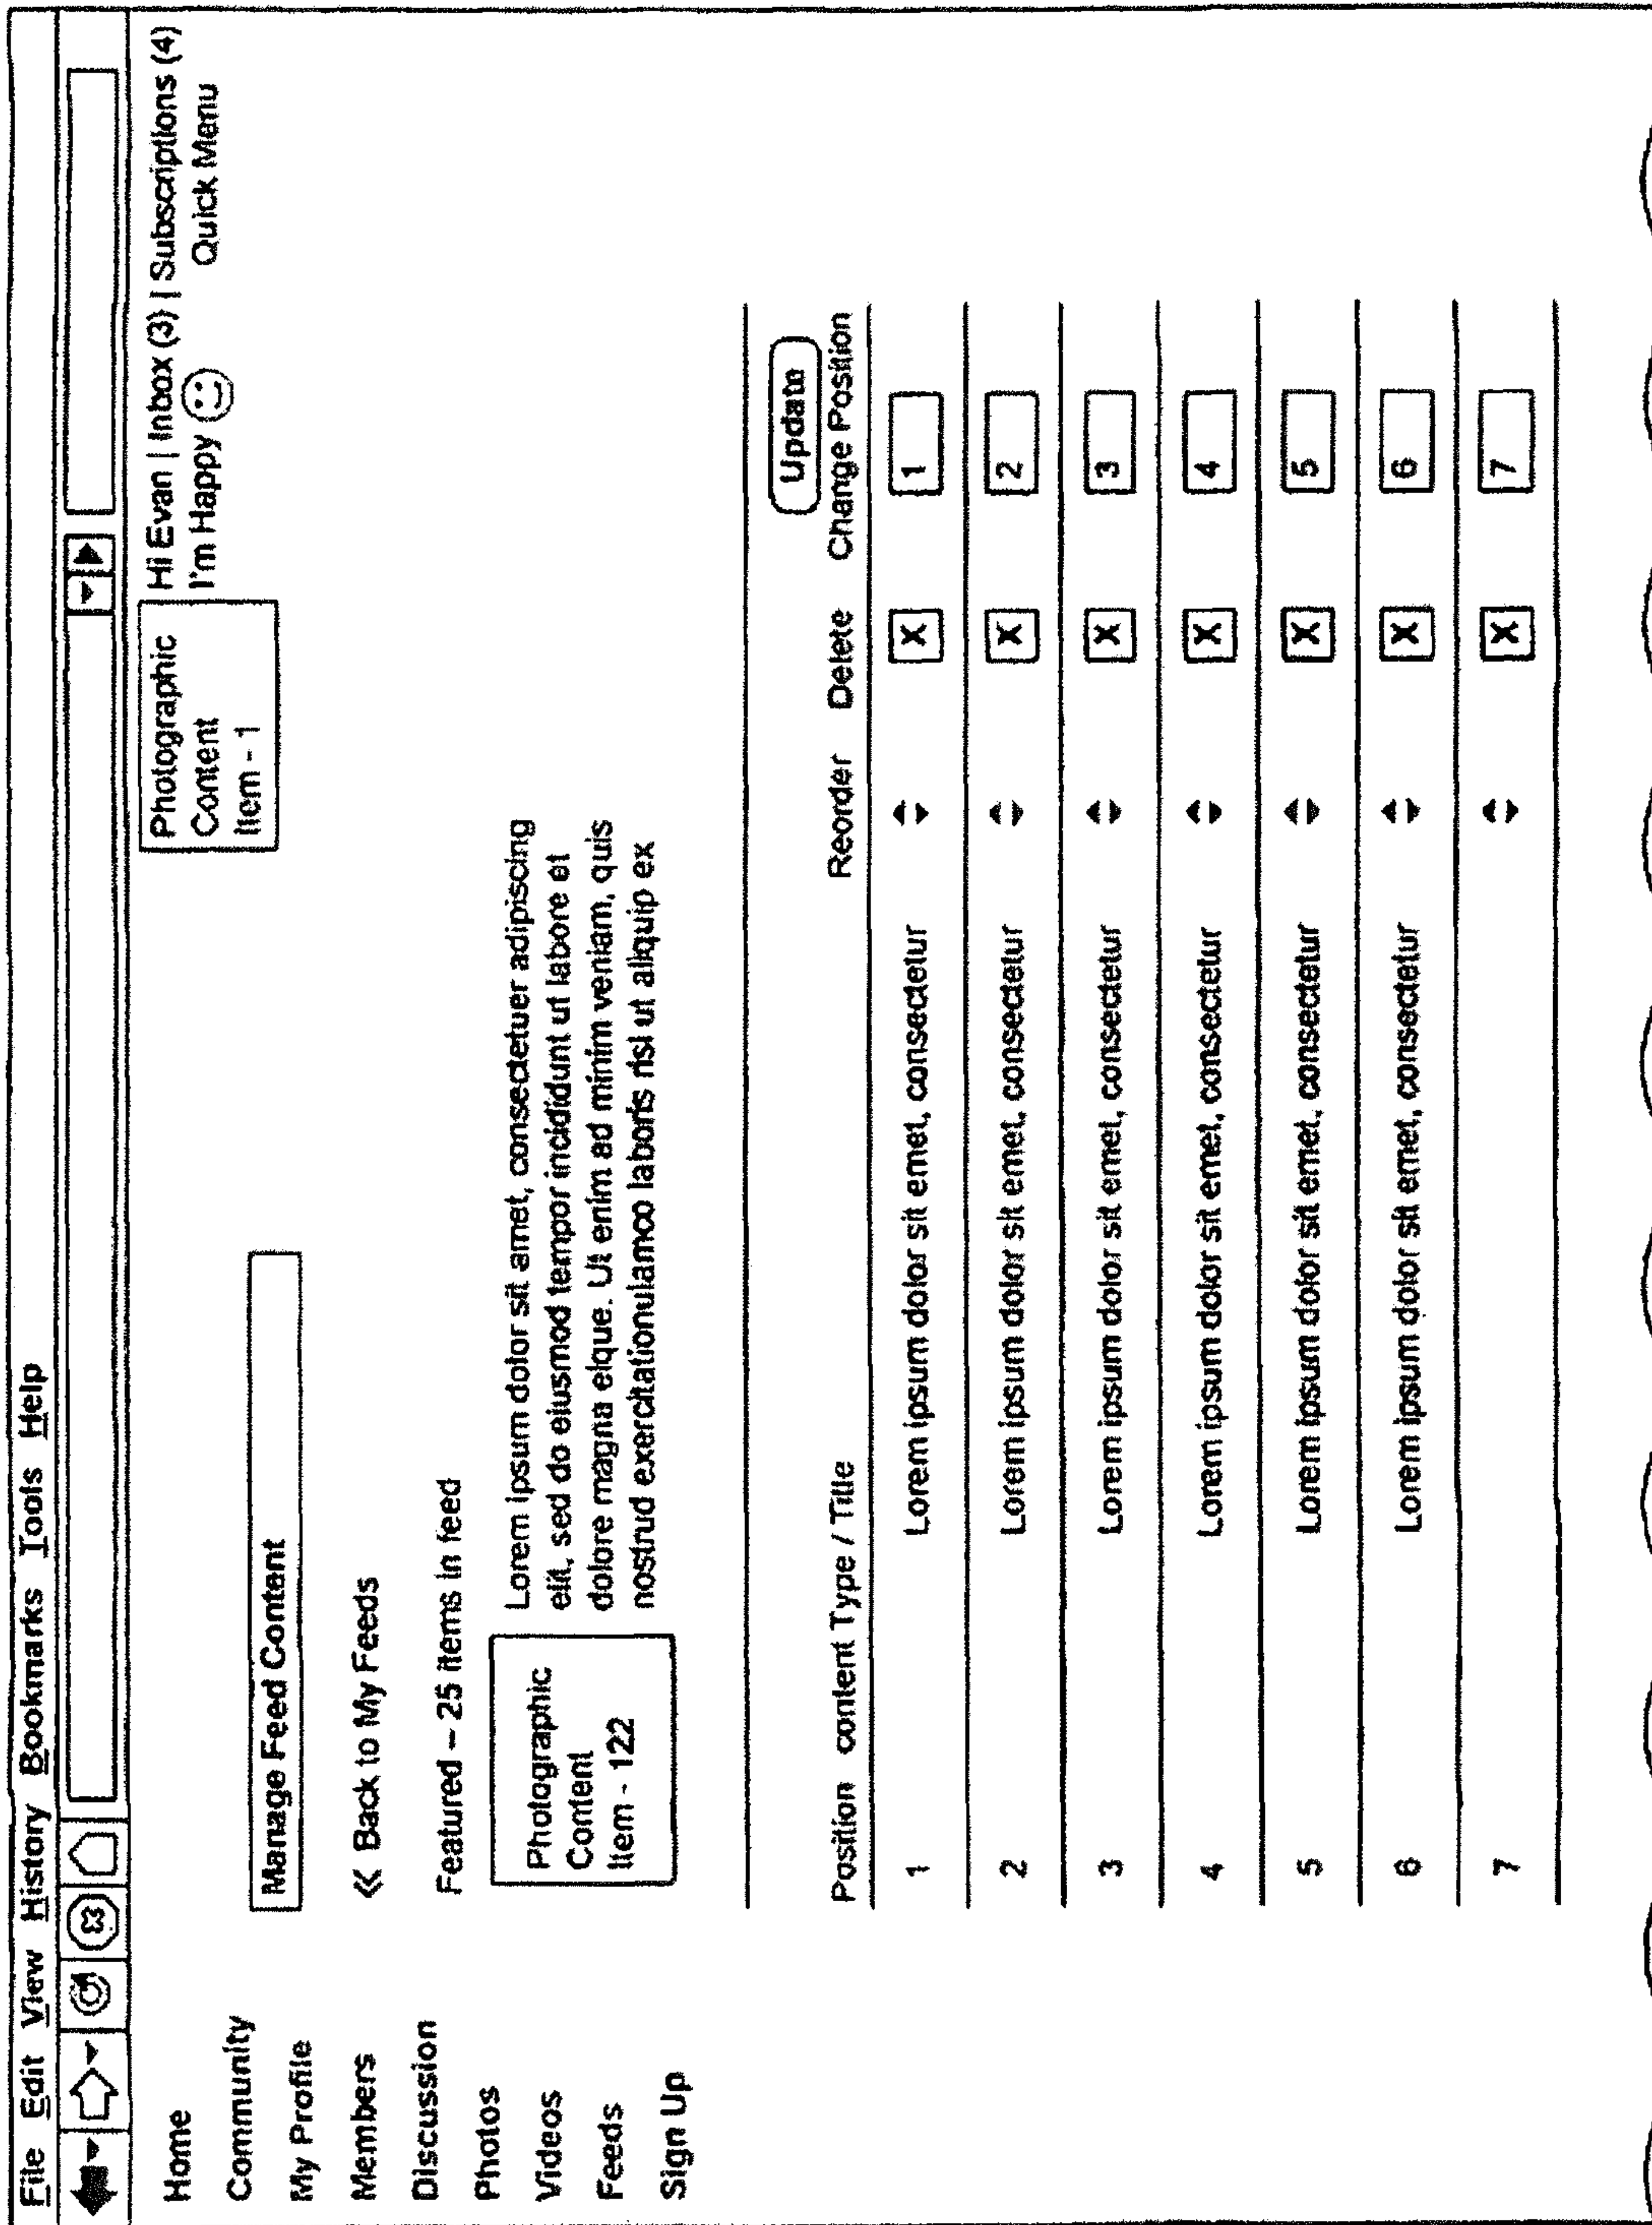 File Edit View History Bookmarks Tools Help
Photographic
Content
Item - 1
Hi Evan | Inbox (3) | Subscriptions (4)
I'm Happy
Quick Menu
Home
Community
My Profile
Members
Discussion
Photos
Videos
Feeds
Sign Up
Manage Feed Content
« Back to My Feeds
Featured – 25 items in feed
Photographic
Content
Item - 122
Lorem ipsum dolor sit amet, consectetuer adipiscing
elit, sed do eiusmod tempor incididunt ut labore et
dolore magna elque. Ut enim ad minim veniam, quis
nostrud exercitationulamco laboris nisl ut aliquip ex
Update
Position content Type / Title Reorder Delete Change Position
1 Lorem ipsum dolor sit emet, consectetur X 1
2 Lorem ipsum dolor sit emet, consectetur X 2
3 Lorem ipsum dolor sit emet, consectetur X 3
4 Lorem ipsum dolor sit emet, consectetur X 4
5 Lorem ipsum dolor sit emet, consectetur X 5
6 Lorem ipsum dolor sit emet, consectetur X 6
7 X 7